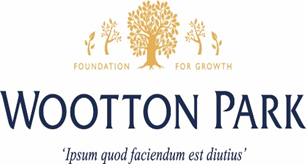 FOUNDATION FOR GROWTH
WOOTTON PARK
‘Ipsum quod faciendum est diutius’